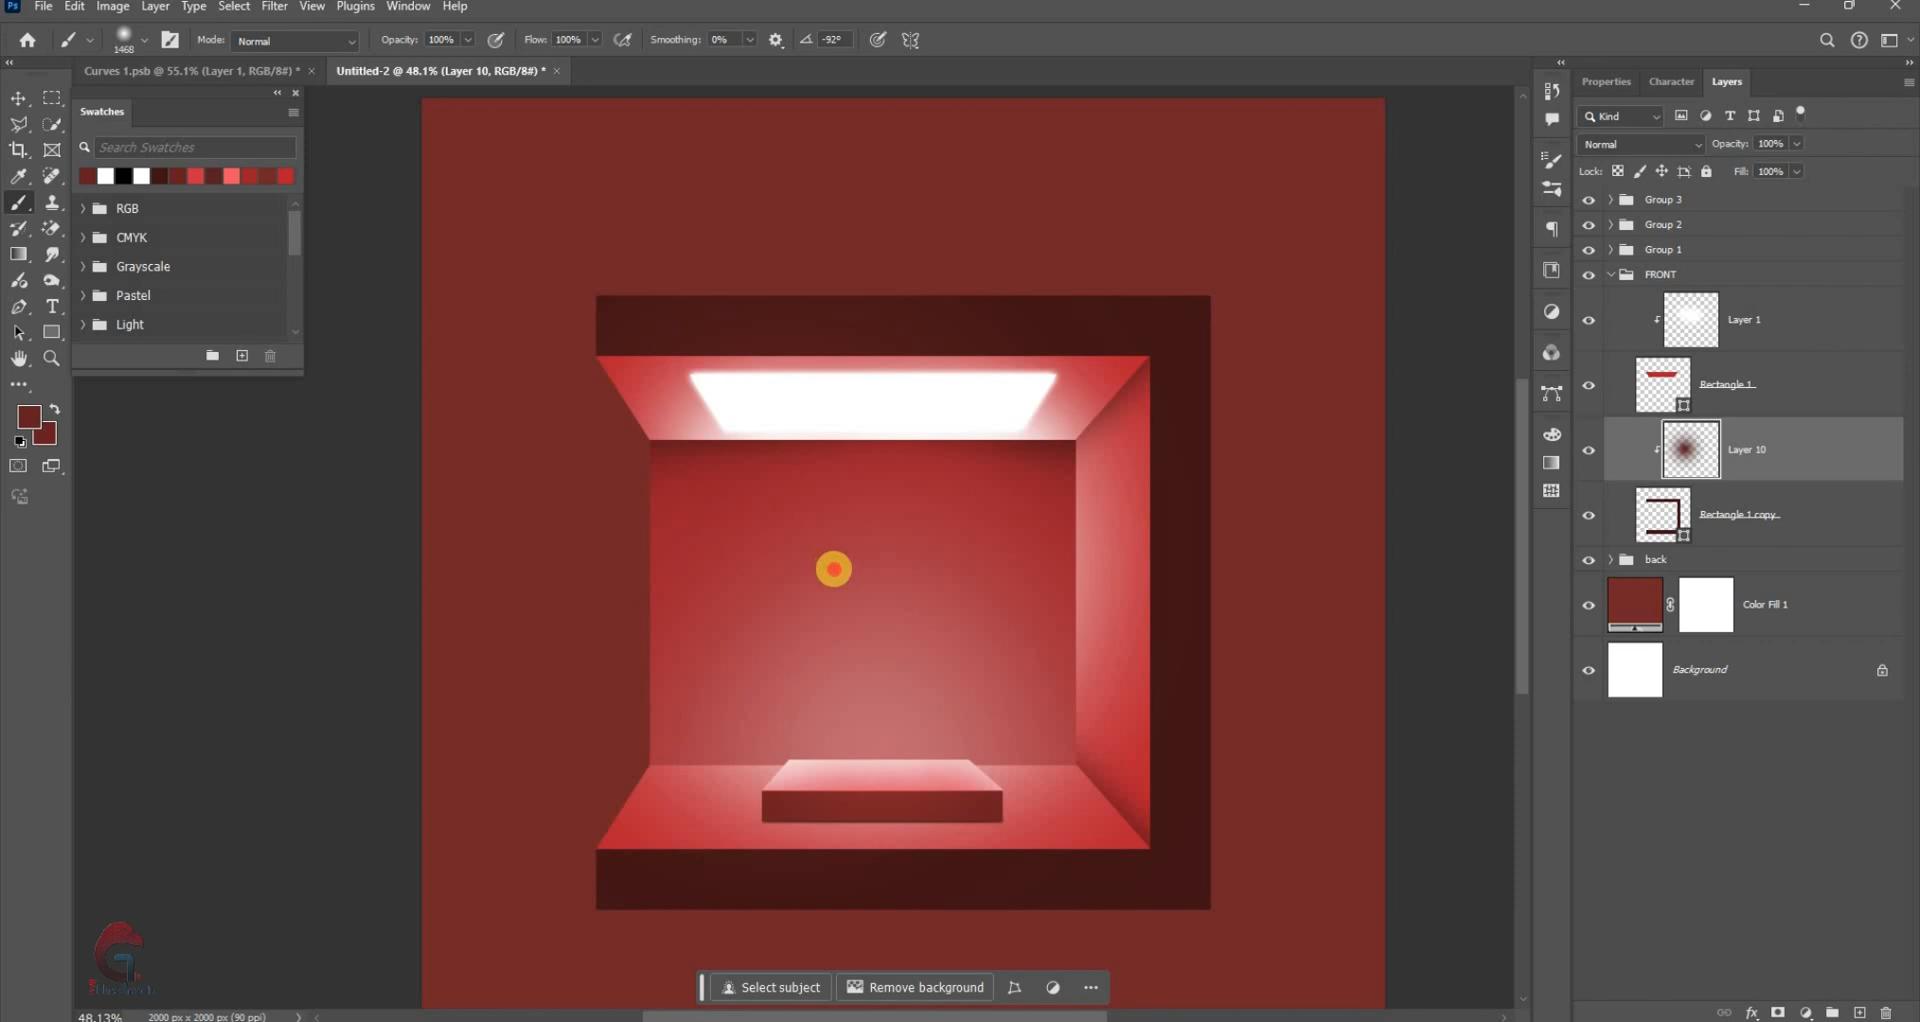 Ps File Edit Image Layer Type Select Filter View Plugins Window Help
1468 Mode: Normal Opacity: 100% Flow: 100% Smoothing: 0% -92°
Curves 1.psb @ 55.1% (Layer 1, RGB/8#) * Untitled-2 @ 48.1% (Layer 10, RGB/8#) *
Swatches
Search Swatches
RGB
CMYK
Grayscale
Pastel
Light
Properties Character Layers
Kind
Normal Opacity: 100%
Lock: Fill: 100%
Group 3
Group 2
Group 1
FRONT
Layer 1
Rectangle 1
Layer 10
Rectangle 1 copy
back
Color Fill 1
Background
fx
Select subject Remove background
48.13% 2000 px x 2000 px (90 ppi)